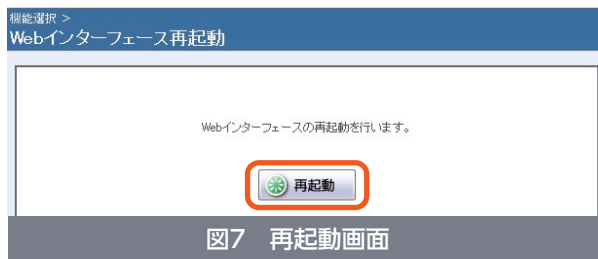 機能選択 >
Webインターフェース再起動
Webインターフェースの再起動を行います。
再起動
図7 再起動画面